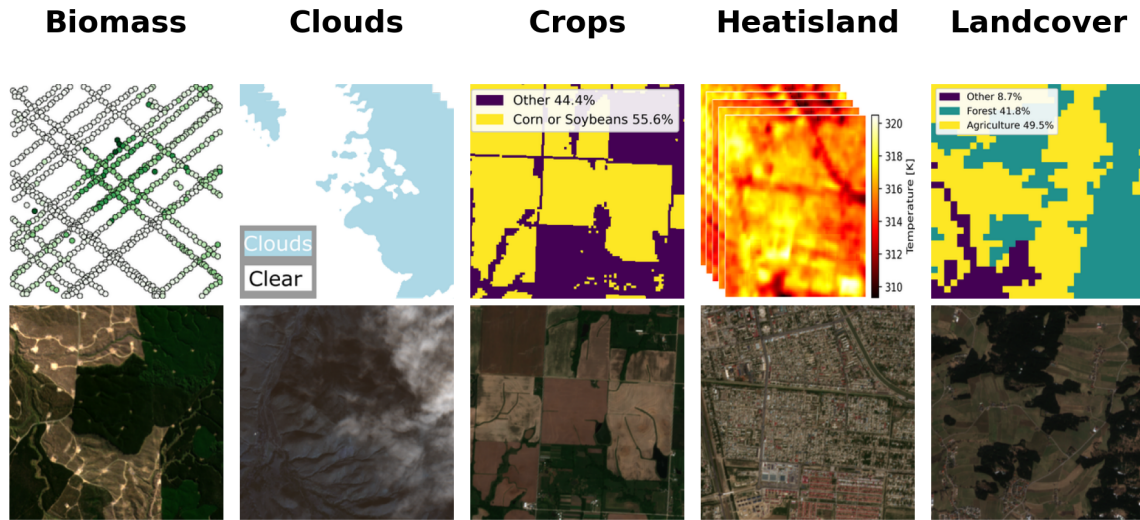 Biomass
Clouds
Crops
Heatisland
Landcover
Clouds
Clear
Other 44.4%
Corn or Soybeans 55.6%
320
318
316
314
312
310
Temperature [K]
Other 8.7%
Forest 41.8%
Agriculture 49.5%